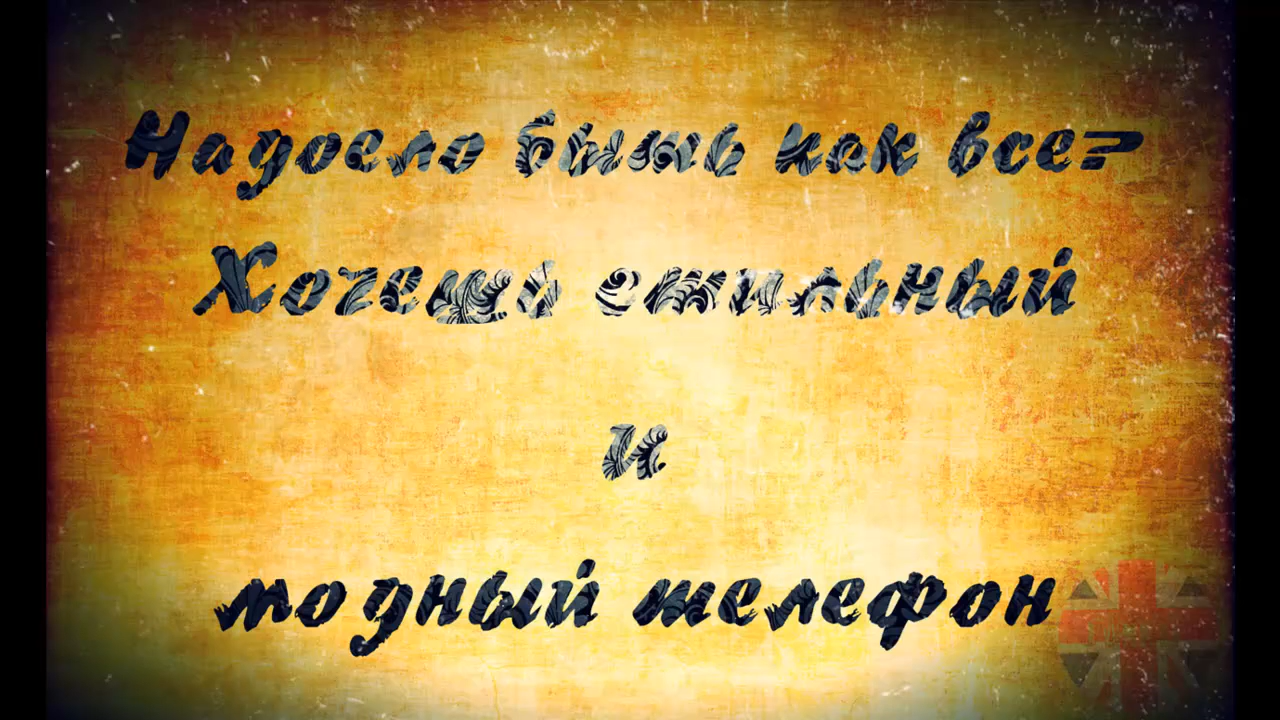 Надоело быть как все?
Хочешь стильный
и
модный телефон